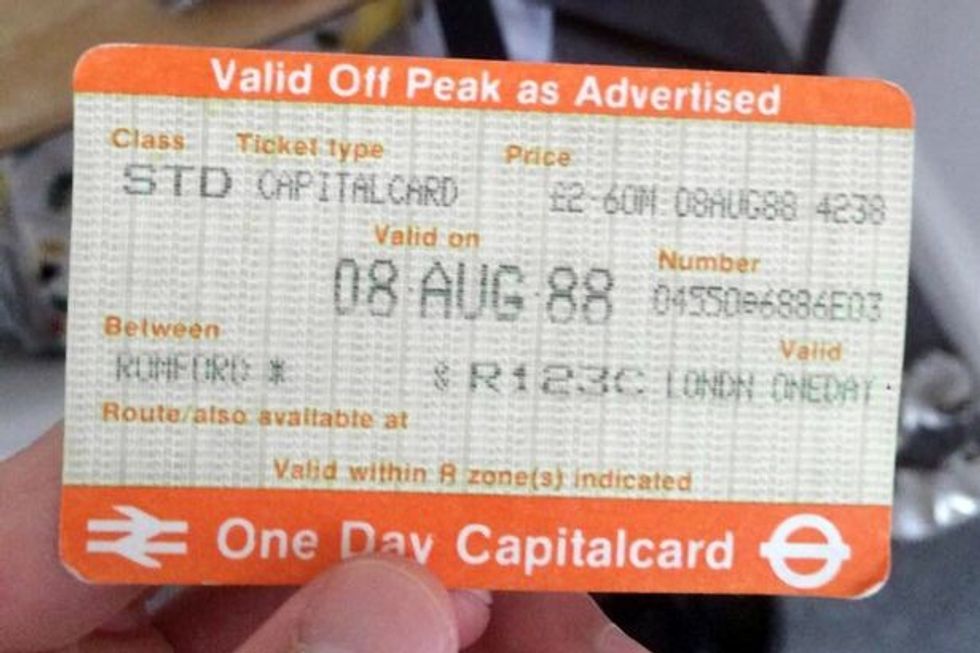 Valid Off Peak as Advertised
Class Ticket type Price
STD CAPITALCARD £2·60M 08AUG88 4238
Valid on
Number
08·AUG·88 04550@6886E03
Between
Valid
ROMFORD * & R123C LONDN ONEDAY
Route/also available at
Valid within R zone(s) indicated
One Day Capitalcard